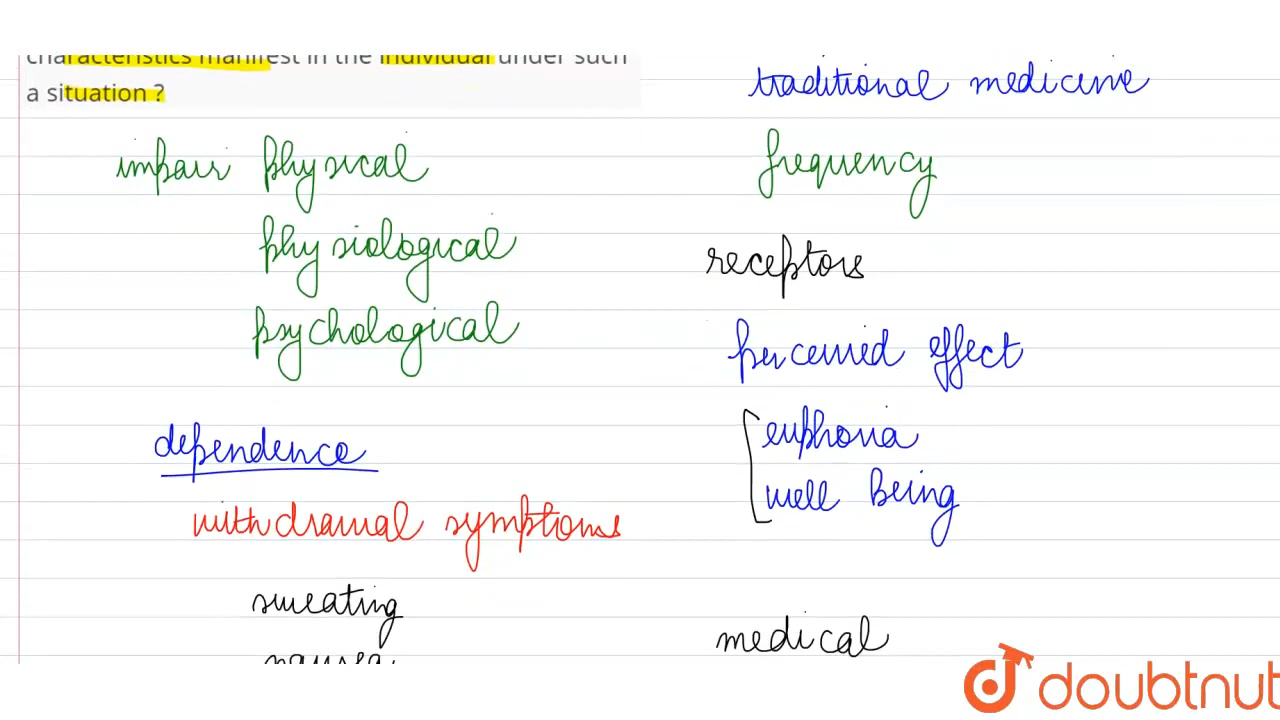 characteristics manifest in the individual under such
a situation ?
impair physical
physiological
psychological
dependence
withdrawal symptoms
sweating
nausea
traditional medicine
frequency
receptors
perceived effect
euphoria
well being
medical
doubtnut